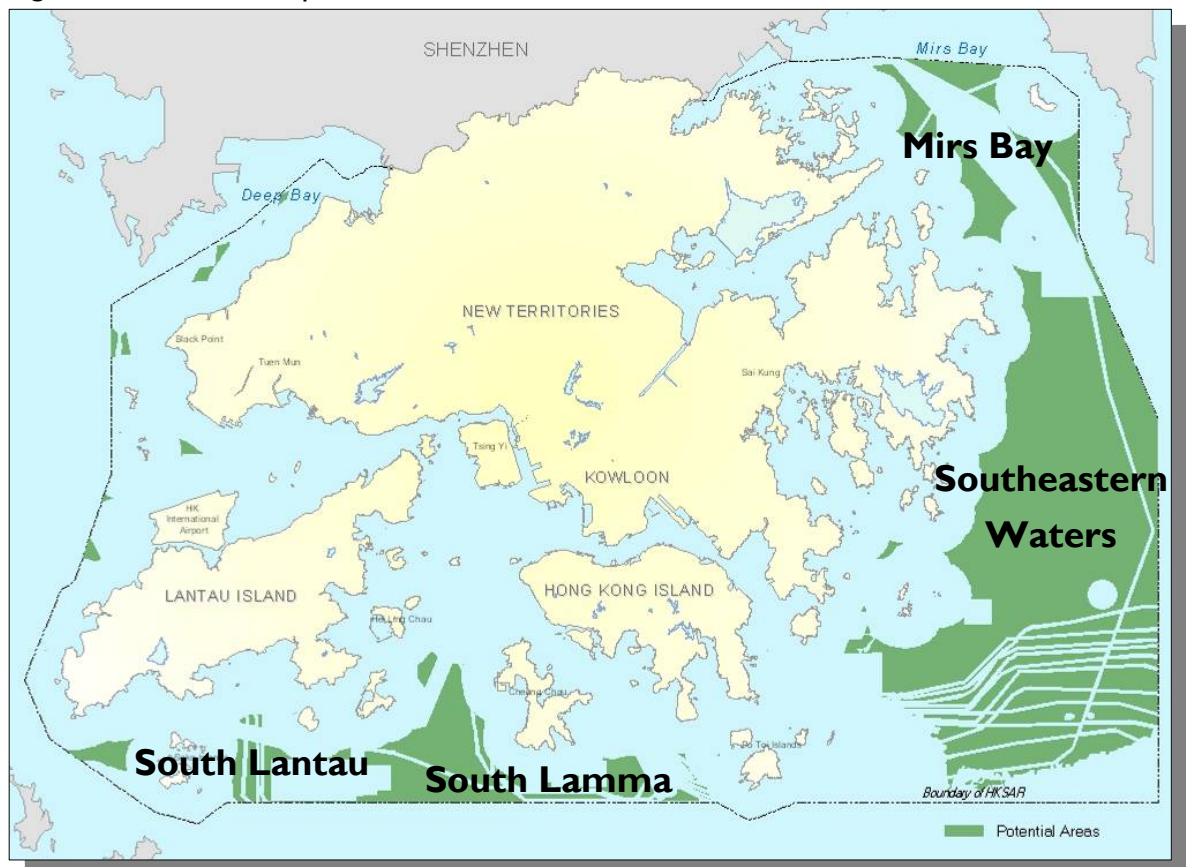 SHENZHEN
Mirs Bay
Mirs Bay
Deep Bay
NEW TERRITORIES
Black Point
Tuen Mun
Sai Kung
Tsing Yi
KOWLOON
Southeastern
Waters
HK
International
Airport
LANTAU ISLAND
HONG KONG ISLAND
Hei Ling Chau
Cheung Chau
Po Toi Islands
South Lantau
South Lamma
Boundary of HKSAR
Potential Areas